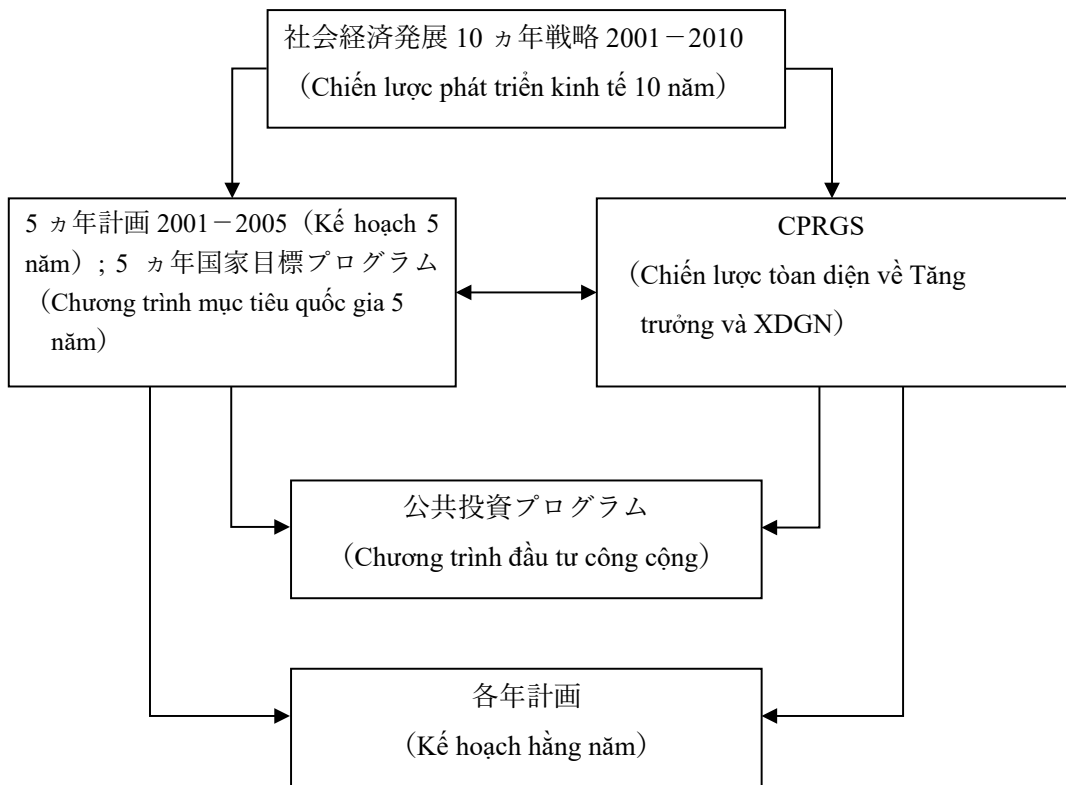 社会経済発展 10 ヵ年戦略 2001－2010
（Chiến lược phát triển kinh tế 10 năm）
5 ヵ年計画 2001－2005（Kế hoạch 5
năm）; 5 ヵ年国家目標プログラム
（Chương trình mục tiêu quốc gia 5
năm）
CPRGS
（Chiến lược tòan diện về Tăng
trưởng và XDGN）
公共投資プログラム
（Chương trình đầu tư công cộng）
各年計画
（Kế hoạch hằng năm）